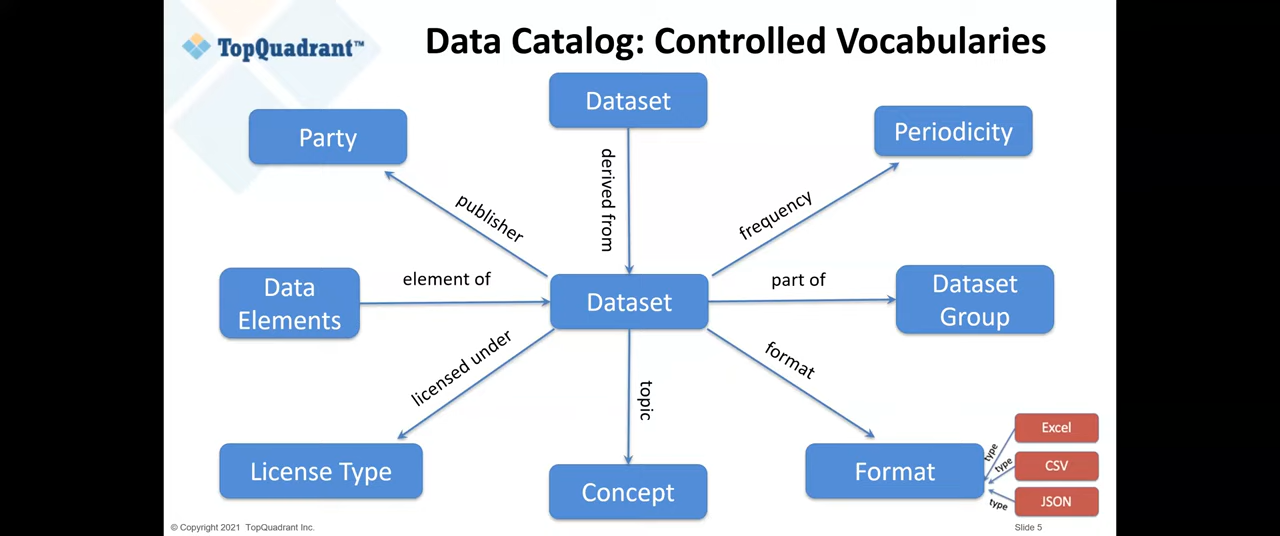 TopQuadrant™
Data Catalog: Controlled Vocabularies
Dataset
Party
Periodicity
derived from
publisher
frequency
Data
Elements
element of
Dataset
part of
Dataset
Group
licensed under
topic
format
License Type
Concept
Format
type
Excel
type
CSV
type
JSON
© Copyright 2021 TopQuadrant Inc.
Slide 5